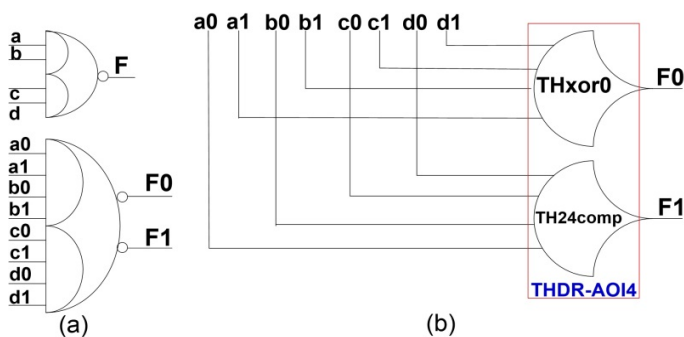 a
b
F
c
d
a0
a1
b0
b1
c0
c1
d0
d1
F0
F1
(a)
a0 a1 b0 b1 c0 c1 d0 d1
THxor0
F0
TH24comp
F1
THDR-AOI4
(b)